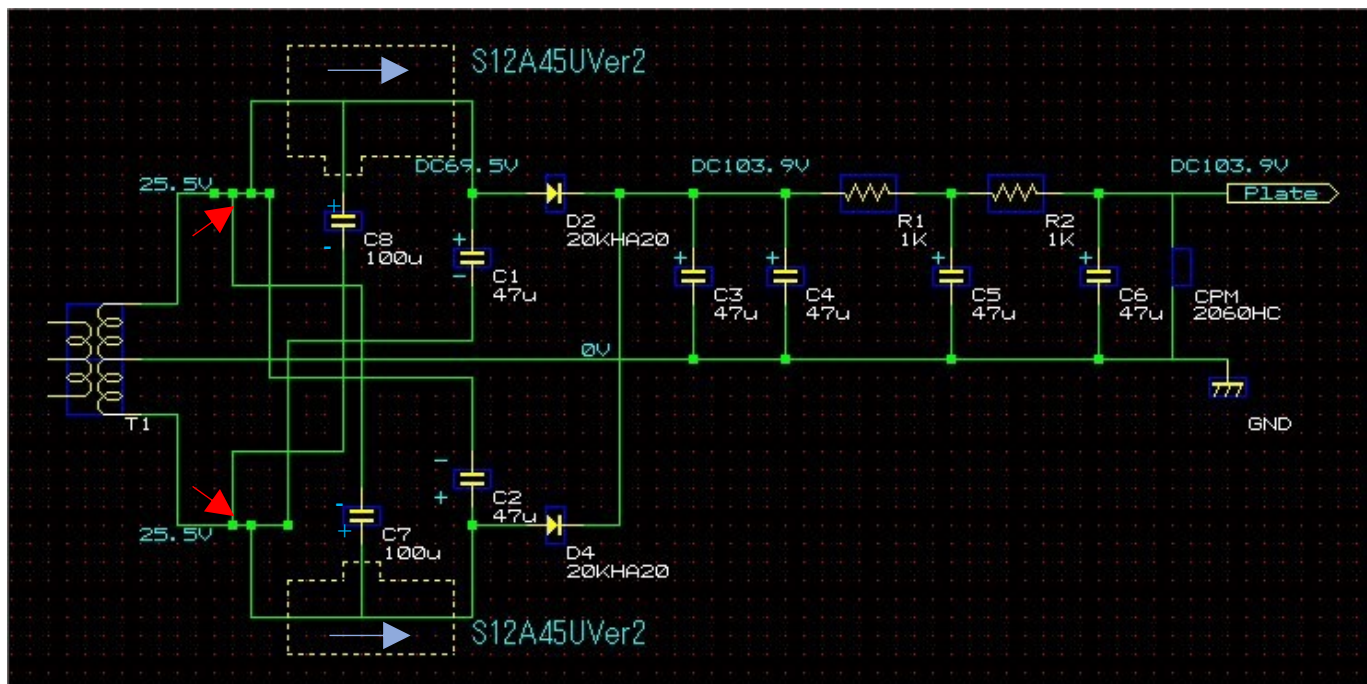 S12A45UVer2
25.5V
DC69.5V
DC103.9V
DC103.9V
Plate
+
-
C8
100u
+
-
C1
47u
D2
20KHA20
R1
1K
R2
1K
+
C3
47u
+
C4
47u
+
C5
47u
+
C6
47u
CPM
2060HC
0V
T1
GND
25.5V
-
+
C7
100u
-
+
C2
47u
D4
20KHA20
S12A45UVer2